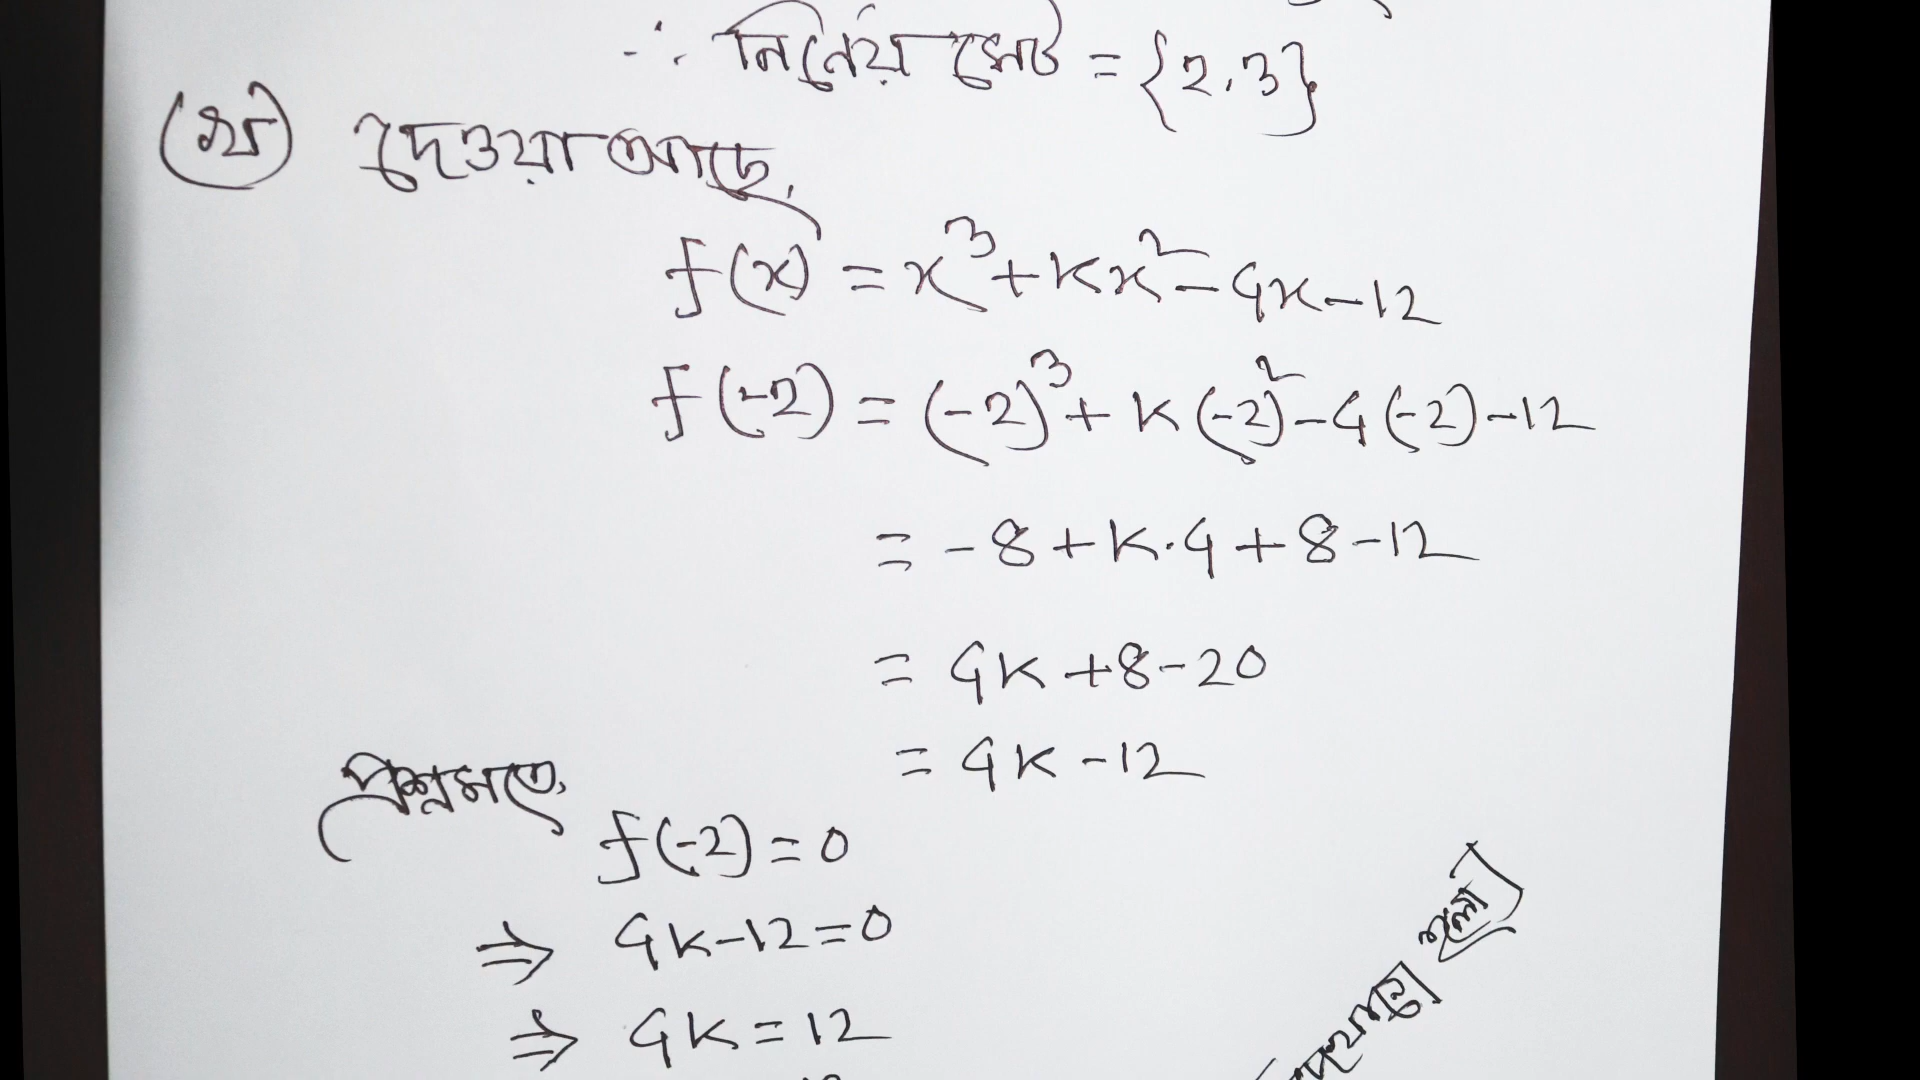 ∴ নির্নেয় সেট = {2,3}
(খ) দেওয়া আছে,
f(x) = x³+Kx²-4x-12
f(-2) = (-2)³+K(-2)²-4(-2)-12
= -8+K·4+8-12
= 4K+8-20
= 4K-12
প্রশ্নমতে,
f(-2)=0
⇒ 4K-12=0
⇒ 4K=12